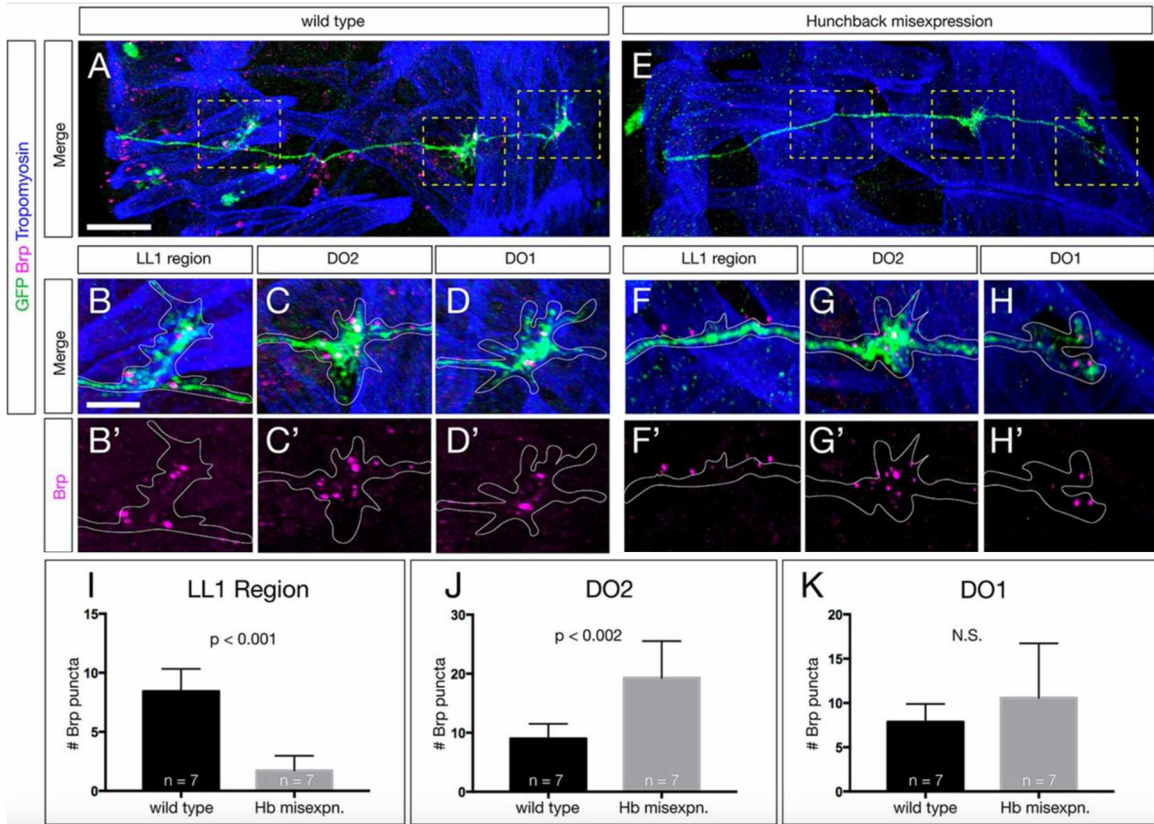 wild type
Hunchback misexpression
GFP Brp Tropomyosin
Merge
A
E
LL1 region
DO2
DO1
LL1 region
DO2
DO1
Merge
B
C
D
F
G
H
Brp
B'
C'
D'
F'
G'
H'
I
LL1 Region
# Brp puncta
15
10
5
0
p < 0.001
n = 7
n = 7
wild type
Hb misexpn.
J
DO2
# Brp puncta
30
20
10
0
p < 0.002
n = 7
n = 7
wild type
Hb misexpn.
K
DO1
# Brp puncta
20
15
10
5
0
N.S.
n = 7
n = 7
wild type
Hb misexpn.